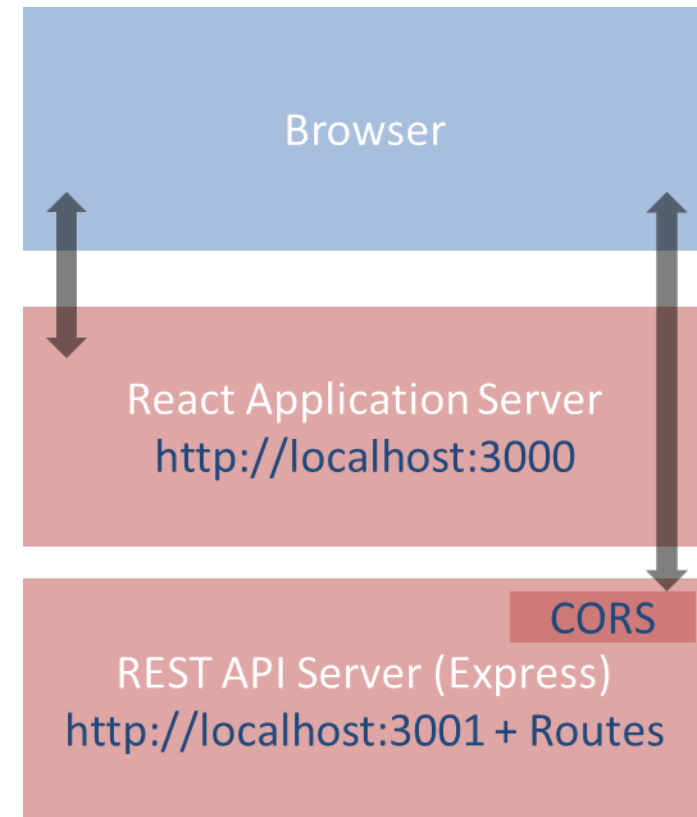 Browser
React Application Server
http://localhost:3000
CORS
REST API Server (Express)
http://localhost:3001 + Routes